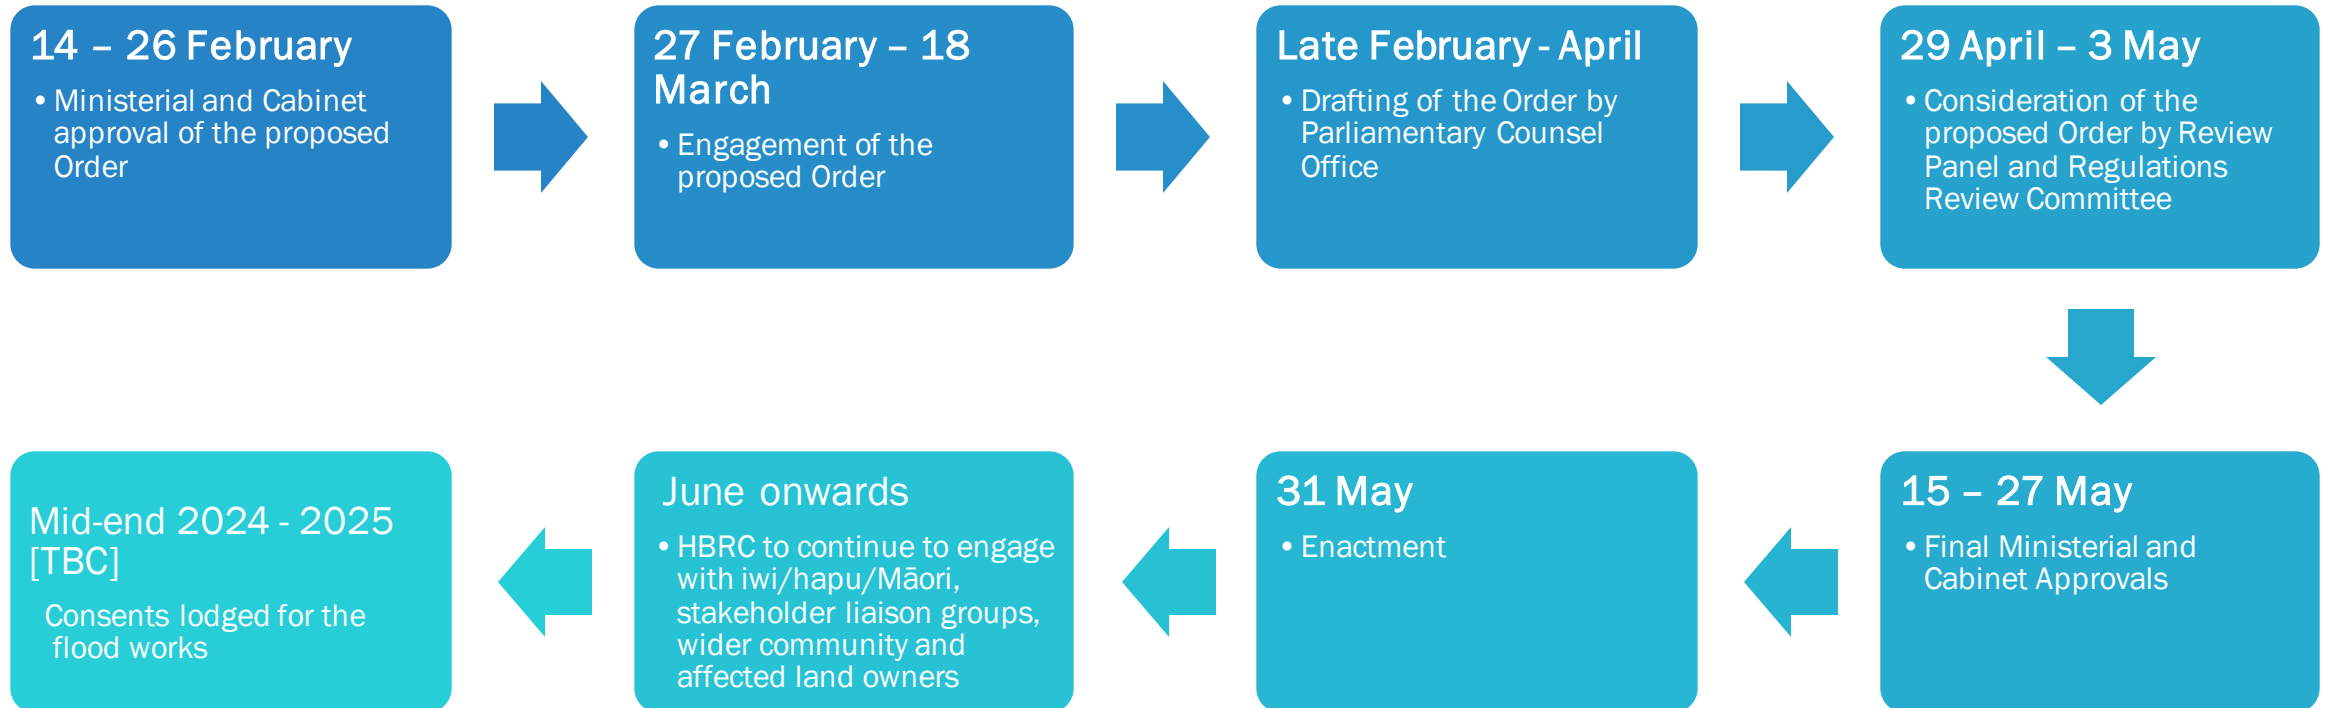 14 – 26 February
• Ministerial and Cabinet
approval of the proposed
Order
27 February – 18
March
• Engagement of the
proposed Order
Late February - April
• Drafting of the Order by
Parliamentary Counsel
Office
29 April – 3 May
• Consideration of the
proposed Order by Review
Panel and Regulations
Review Committee
15 – 27 May
• Final Ministerial and
Cabinet Approvals
31 May
• Enactment
June onwards
• HBRC to continue to engage
with iwi/hapu/Māori,
stakeholder liaison groups,
wider community and
affected land owners
Mid-end 2024 - 2025
[TBC]
Consents lodged for the
flood works